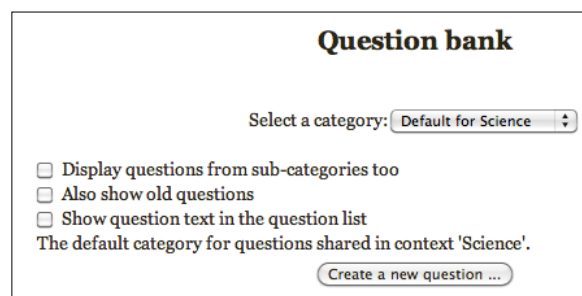 Question bank
Select a category: Default for Science
Display questions from sub-categories too
Also show old questions
Show question text in the question list
The default category for questions shared in context 'Science'.
Create a new question ...